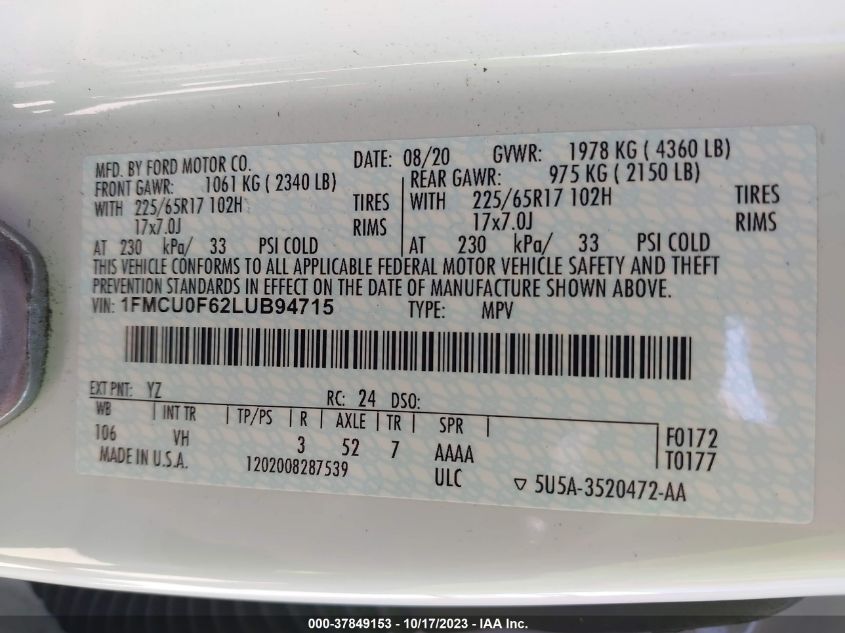 MFD. BY FORD MOTOR CO. DATE: 08/20 GVWR: 1978 KG ( 4360 LB)
FRONT GAWR: 1061 KG ( 2340 LB) REAR GAWR: 975 KG ( 2150 LB)
WITH 225/65R17 102H TIRES WITH 225/65R17 102H TIRES
17x7.0J RIMS 17x7.0J RIMS
AT 230 kPa/ 33 PSI COLD AT 230 kPa/ 33 PSI COLD
THIS VEHICLE CONFORMS TO ALL APPLICABLE FEDERAL MOTOR VEHICLE SAFETY AND THEFT
PREVENTION STANDARDS IN EFFECT ON THE DATE OF MANUFACTURE SHOWN ABOVE.
VIN: 1FMCU0F62LUB94715 TYPE: MPV
EXT PNT: YZ RC: 24 DSO:
WB INT TR TP/PS R AXLE TR SPR
106 VH 3 52 7 AAAA F0172
MADE IN U.S.A. 1202008287539 ULC T0177
5U5A-3520472-AA
000-37849153 - 10/17/2023 - IAA Inc.